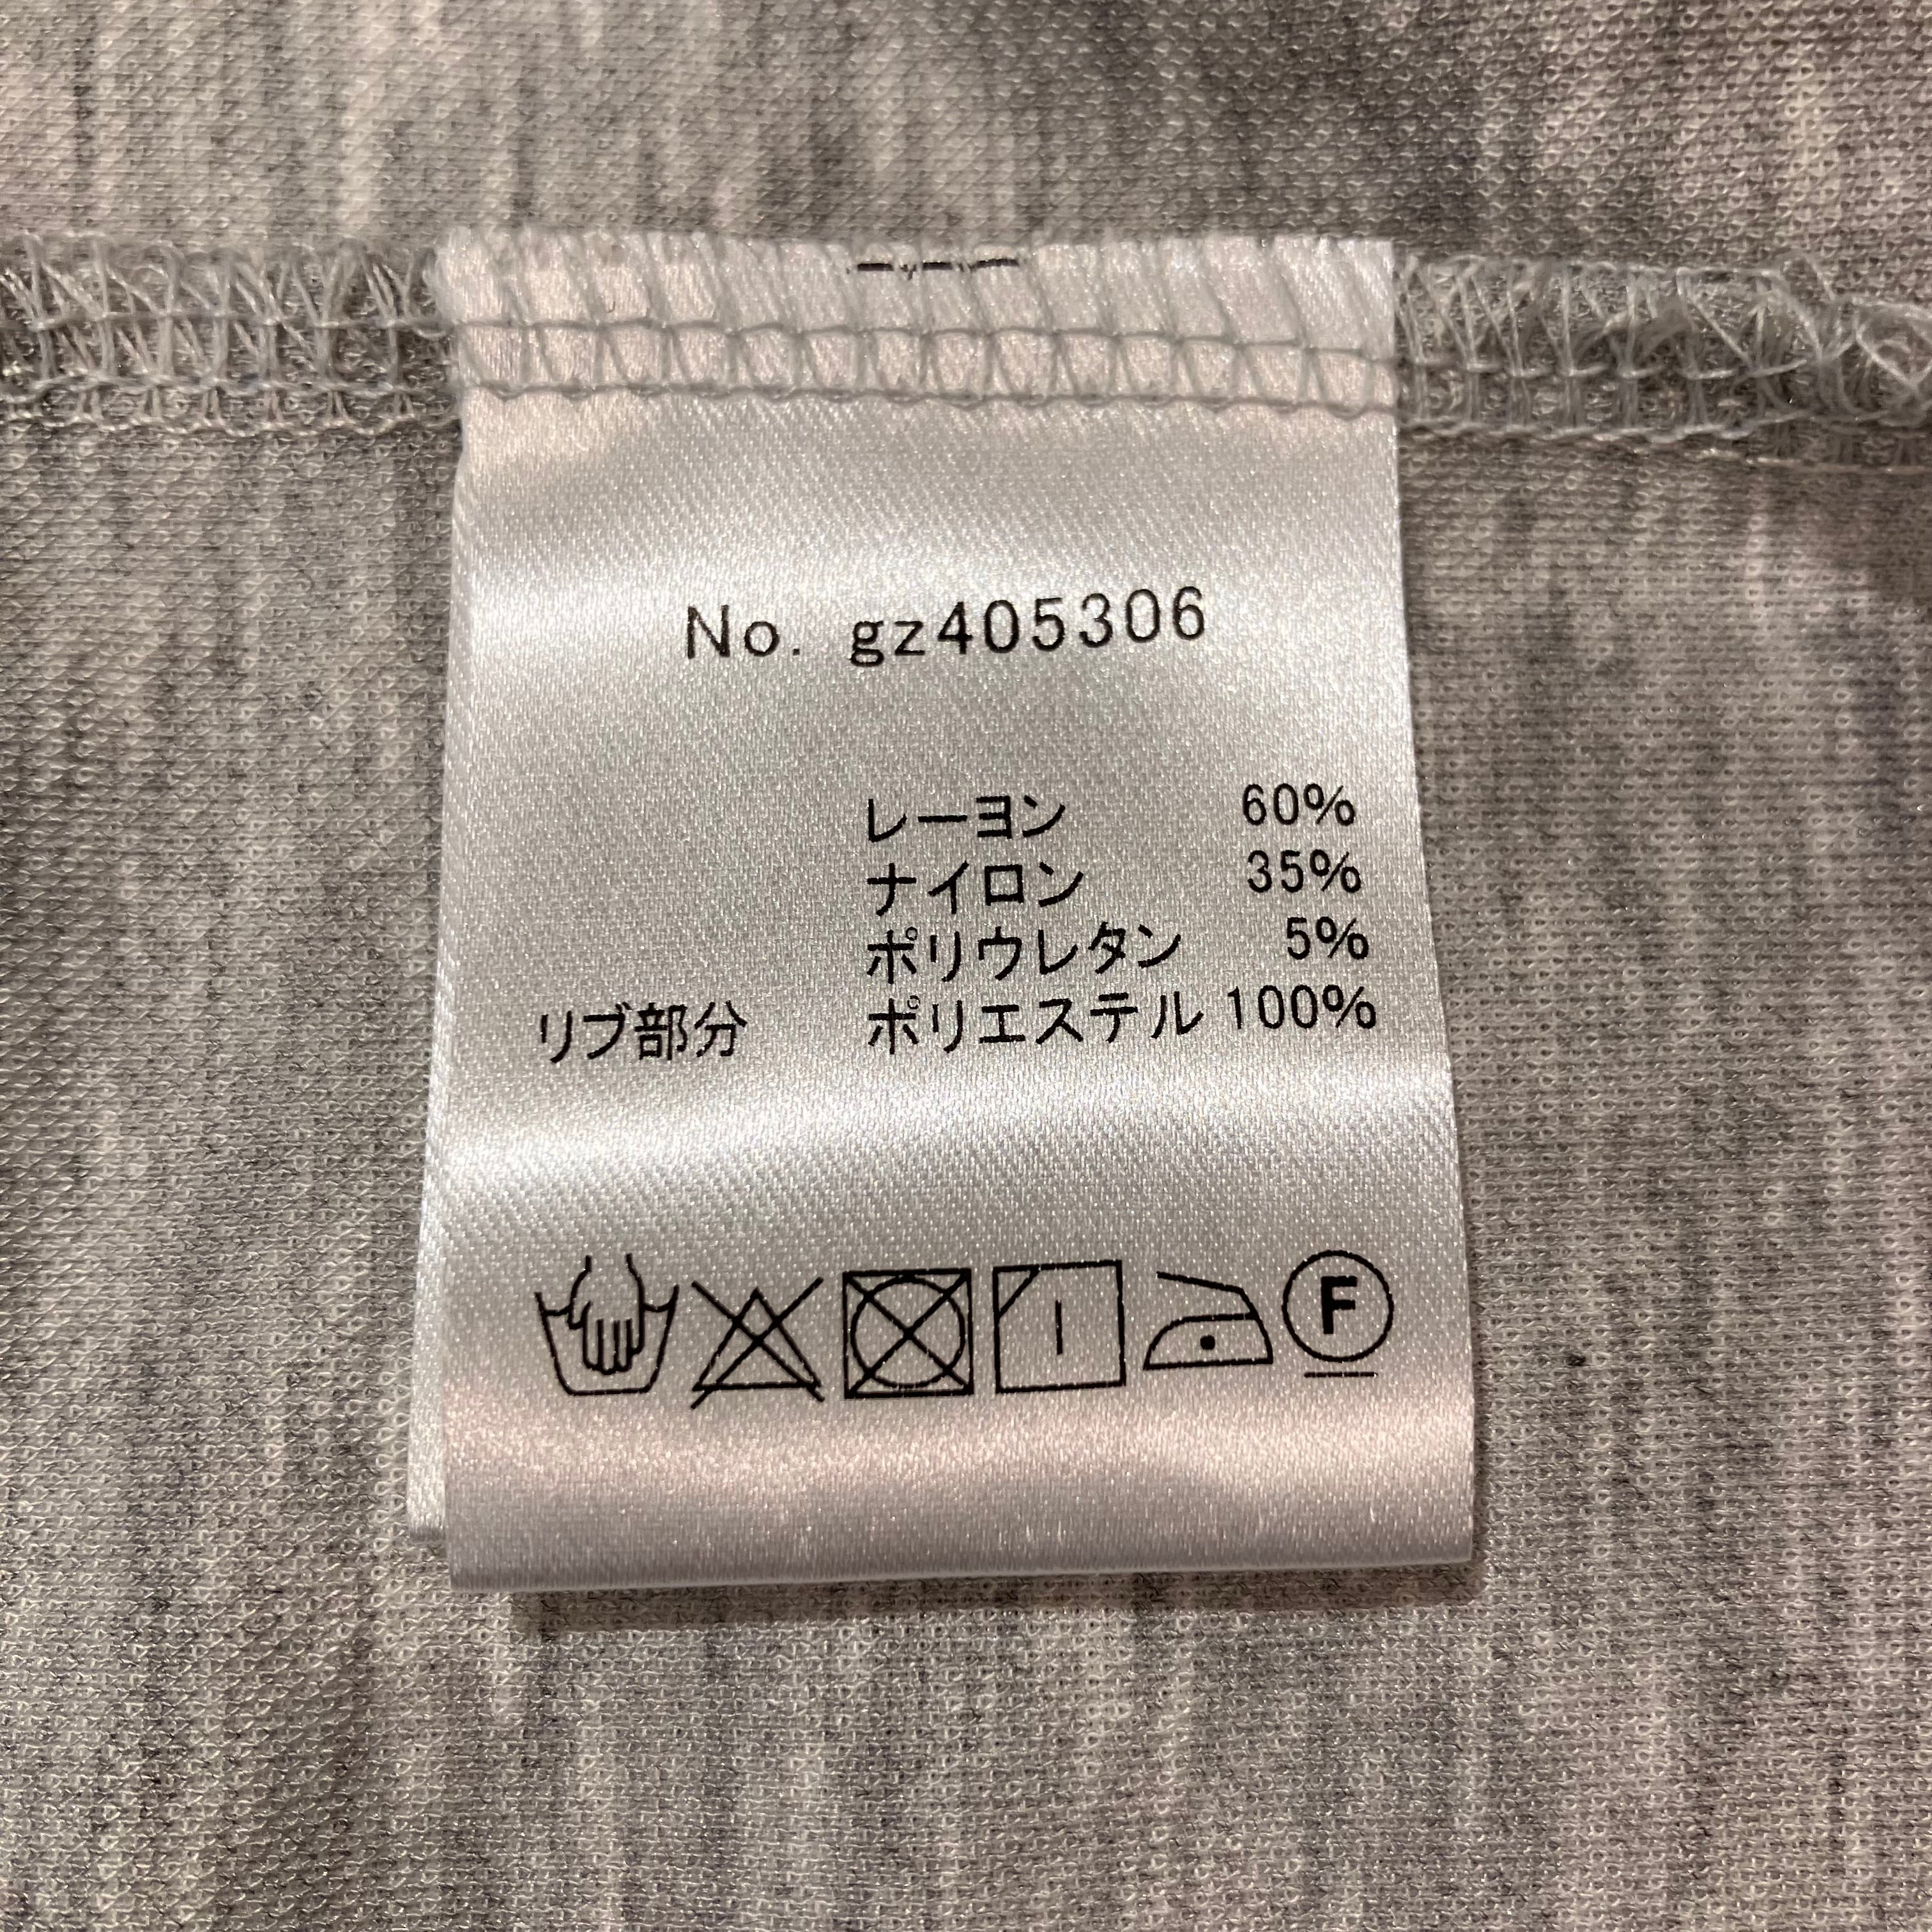 No. gz405306
レーヨン 60%
ナイロン 35%
ポリウレタン 5%
リブ部分 ポリエステル 100%
F